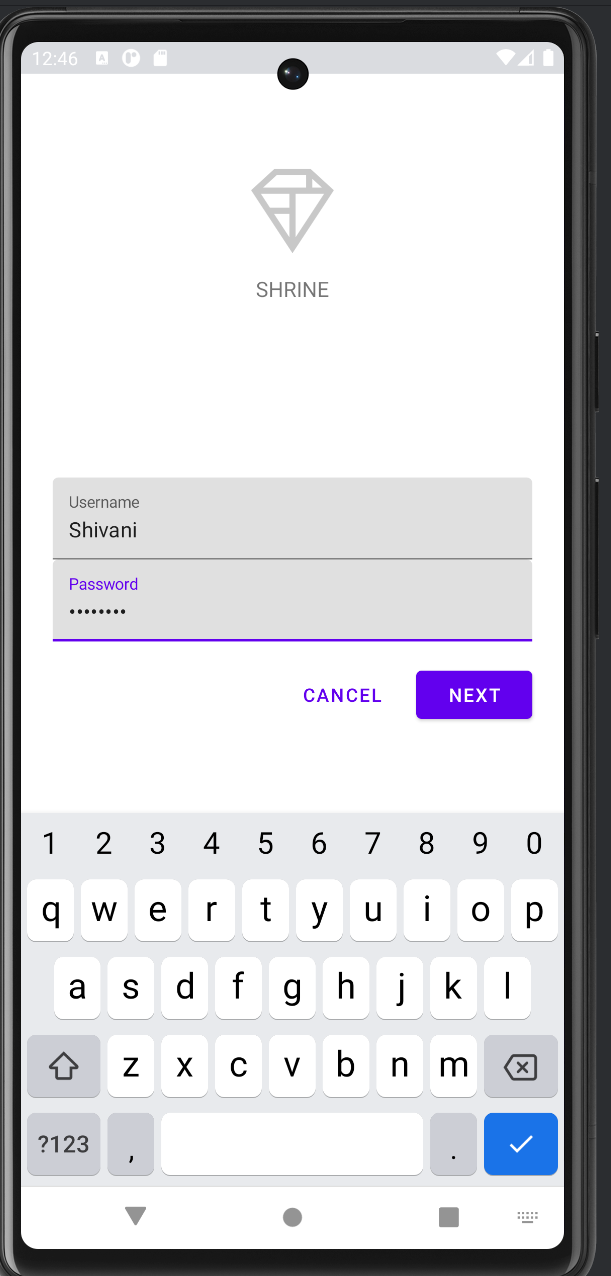 12:46
SHRINE
Username
Shivani
Password
••••••••
CANCEL NEXT
1 2 3 4 5 6 7 8 9 0
q w e r t y u i o p
a s d f g h j k l
z x c v b n m
?123 , .